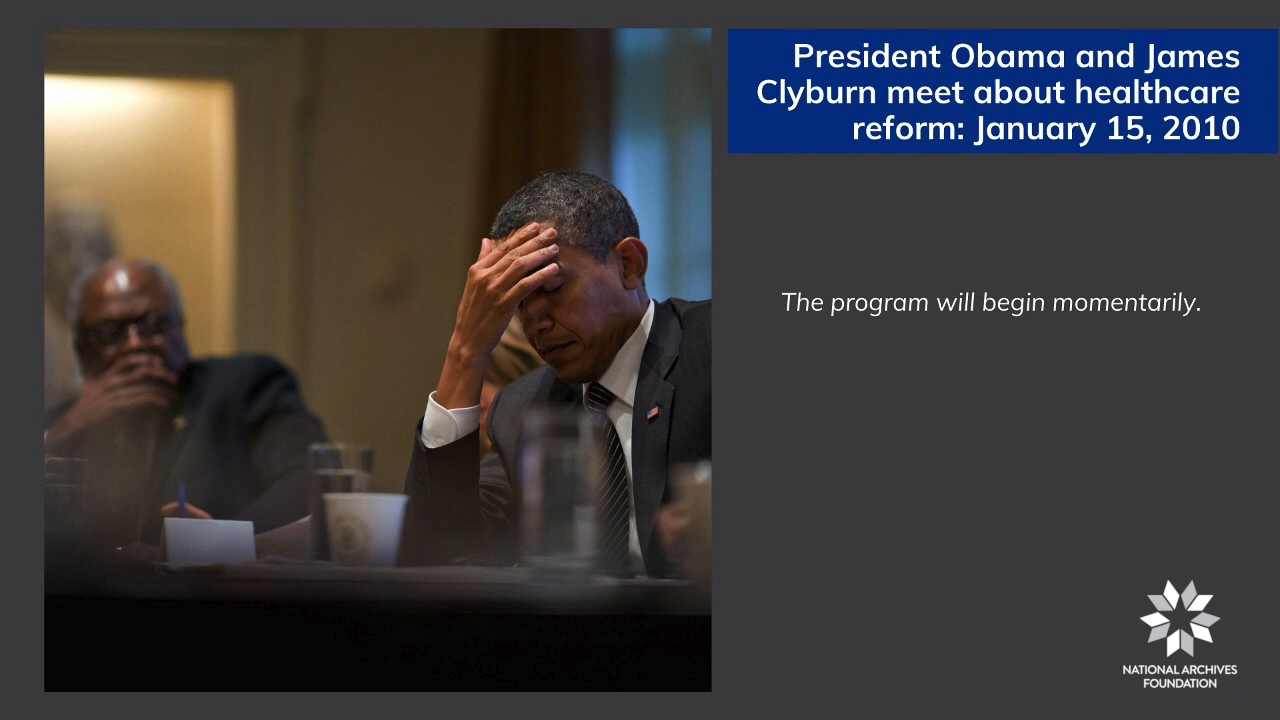 President Obama and James
Clyburn meet about healthcare
reform: January 15, 2010
The program will begin momentarily.
NATIONAL ARCHIVES
FOUNDATION